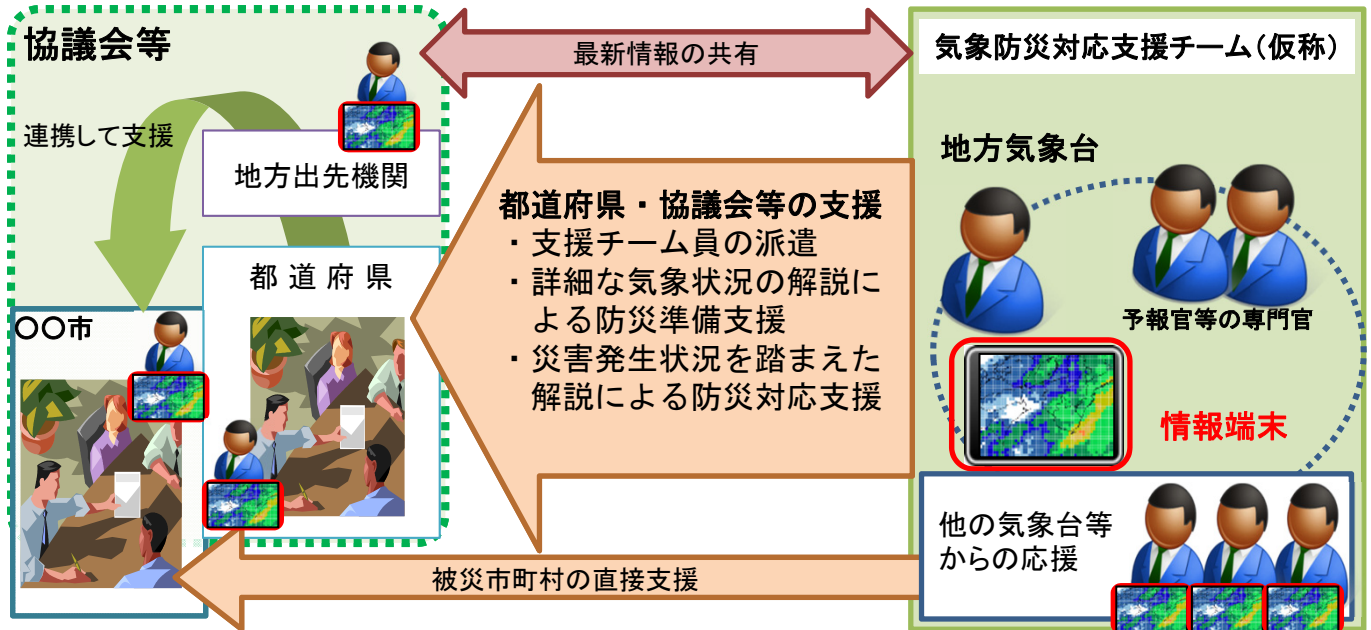 協議会等
連携して支援
地方出先機関
都道府県
〇〇市
最新情報の共有
都道府県・協議会等の支援
・支援チーム員の派遣
・詳細な気象状況の解説に
よる防災準備支援
・災害発生状況を踏まえた
解説による防災対応支援
被災市町村の直接支援
気象防災対応支援チーム(仮称)
地方気象台
予報官等の専門官
情報端末
他の気象台等
からの応援